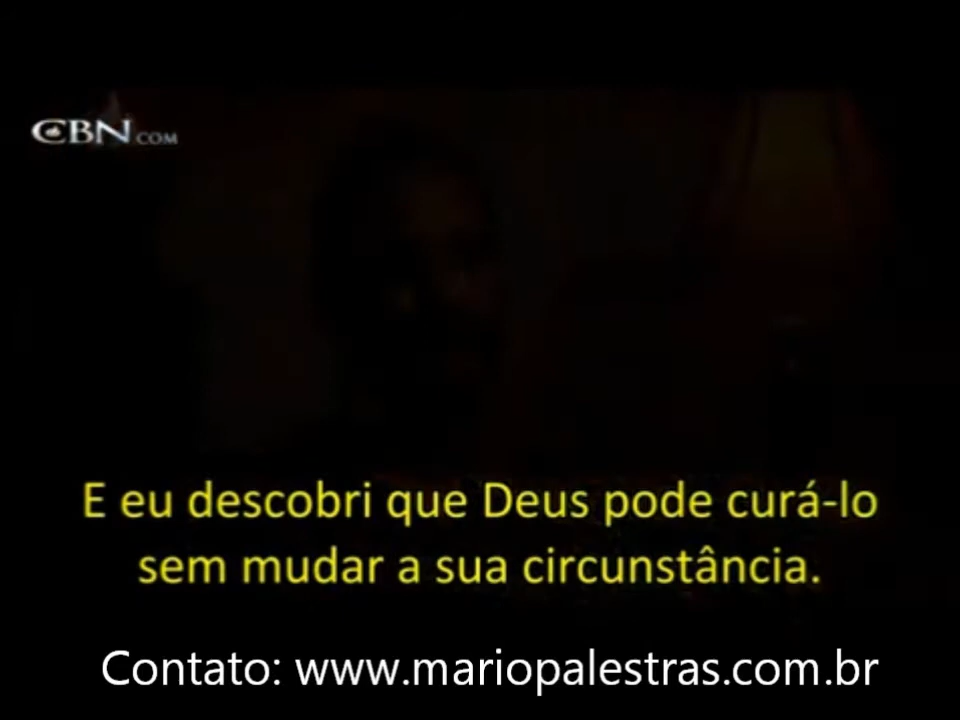 CBN.COM
E eu descobri que Deus pode curá-lo
sem mudar a sua circunstância.
Contato: www.mariopalestras.com.br